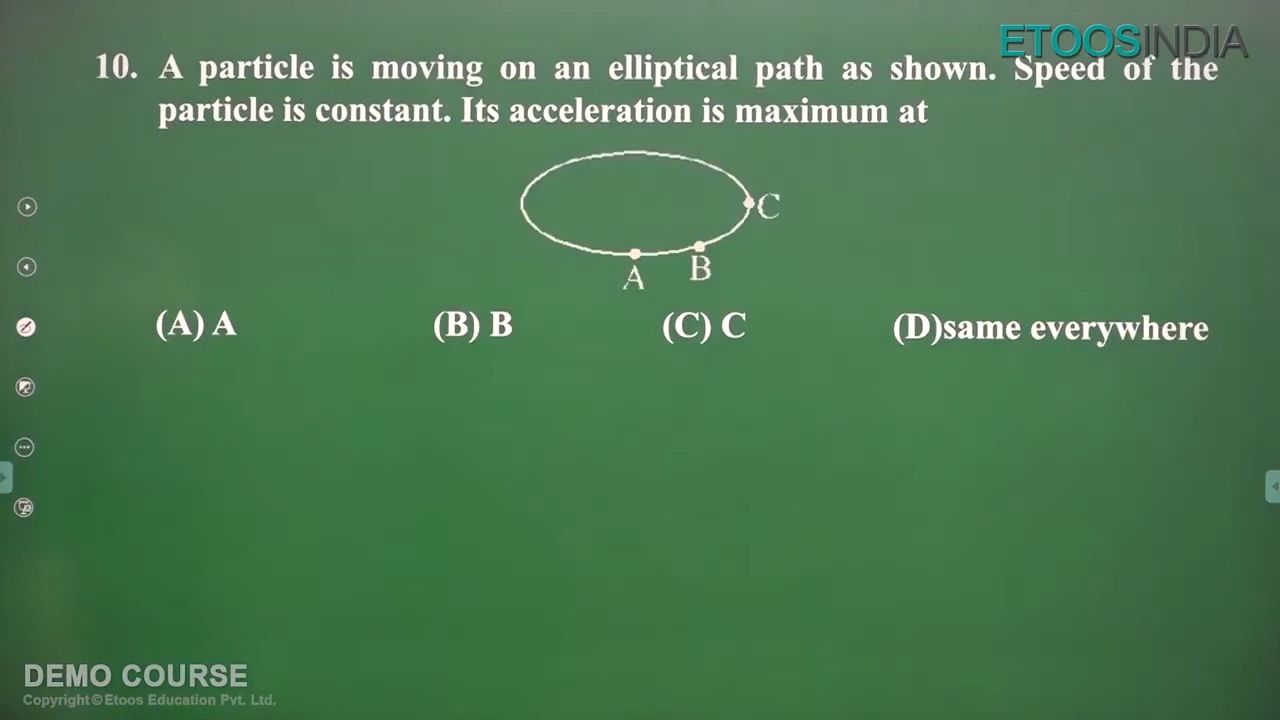 ETOOSINDIA
10. A particle is moving on an elliptical path as shown. Speed of the
particle is constant. Its acceleration is maximum at
C
A
B
(A) A (B) B (C) C (D)same everywhere
DEMO COURSE
Copyright©Etoos Education Pvt. Ltd.